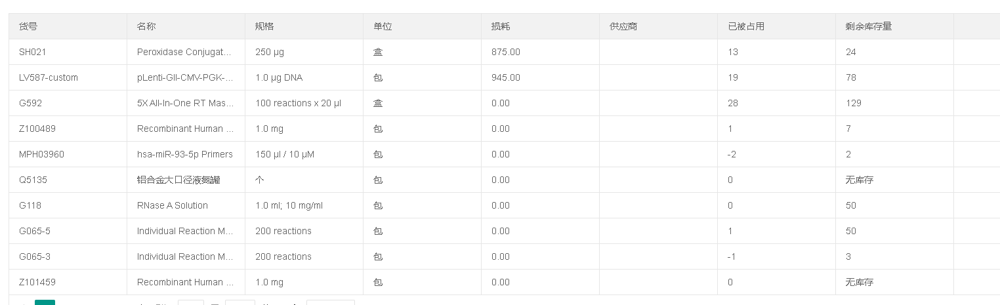 货号 名称 规格 单位 损耗 供应商 已被占用 剩余库存量
SH021 Peroxidase Conjugat... 250 µg 盒 875.00 13 24
LV587-custom pLenti-GII-CMV-PGK-... 1.0 µg DNA 包 945.00 19 78
G592 5X All-In-One RT Mas... 100 reactions x 20 µl 盒 0.00 28 129
Z100489 Recombinant Human ... 1.0 mg 包 0.00 1 7
MPH03960 hsa-miR-93-5p Primers 150 µl / 10 µM 包 0.00 -2 2
Q5135 铝合金大口径液氮罐 个 包 0.00 0 无库存
G118 RNase A Solution 1.0 ml; 10 mg/ml 包 0.00 0 50
G065-5 Individual Reaction M... 200 reactions 包 0.00 1 50
G065-3 Individual Reaction M... 200 reactions 包 0.00 -1 3
Z101459 Recombinant Human ... 1.0 mg 包 0.00 0 无库存